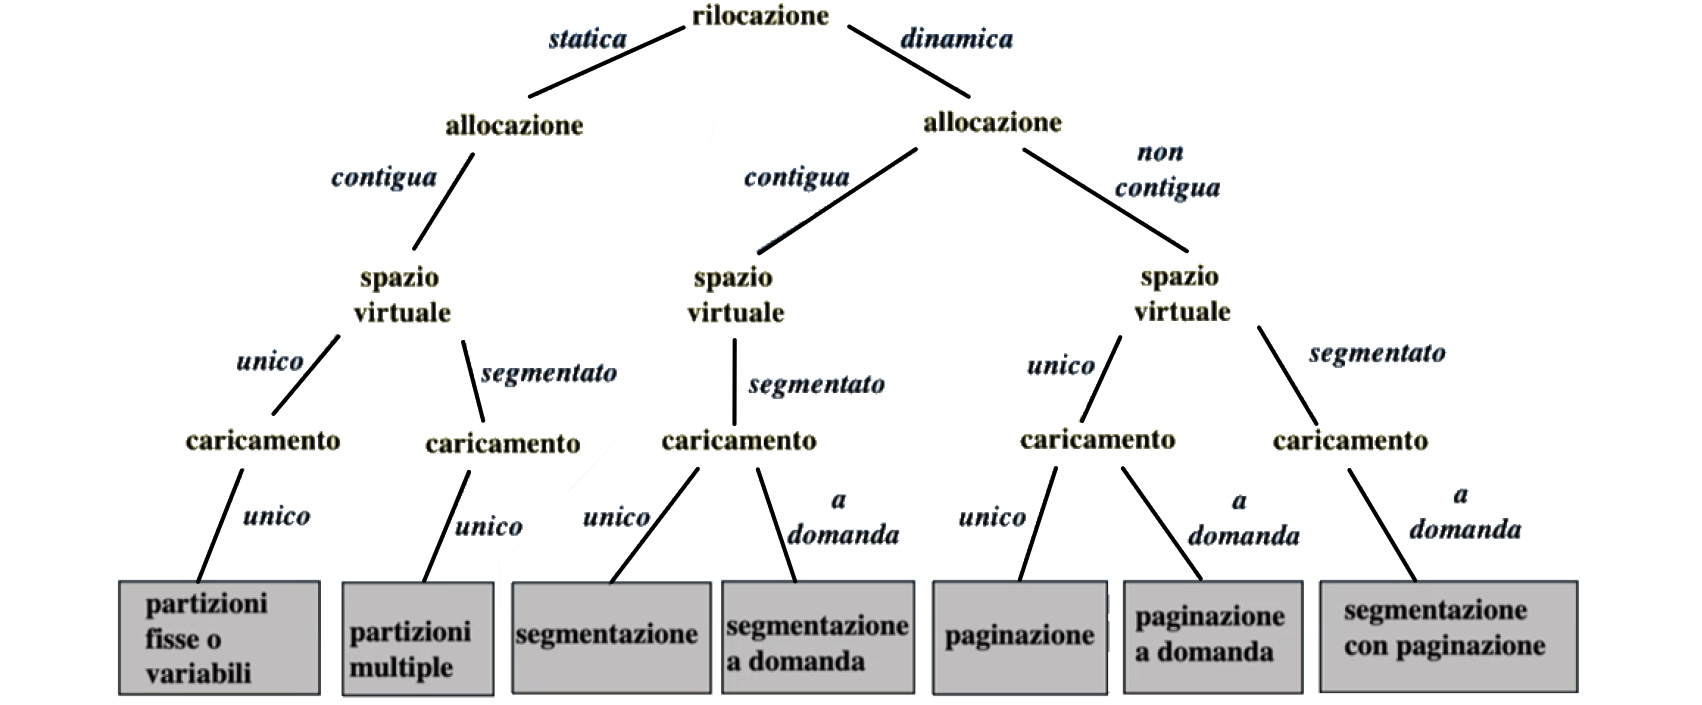 rilocazione
statica
dinamica
allocazione
allocazione
contigua
contigua
non
contigua
spazio
virtuale
spazio
virtuale
spazio
virtuale
unico
segmentato
segmentato
unico
segmentato
caricamento
caricamento
caricamento
caricamento
caricamento
unico
unico
unico
a
domanda
unico
a
domanda
a
domanda
partizioni
fisse o
variabili
partizioni
multiple
segmentazione
segmentazione
a domanda
paginazione
paginazione
a domanda
segmentazione
con paginazione